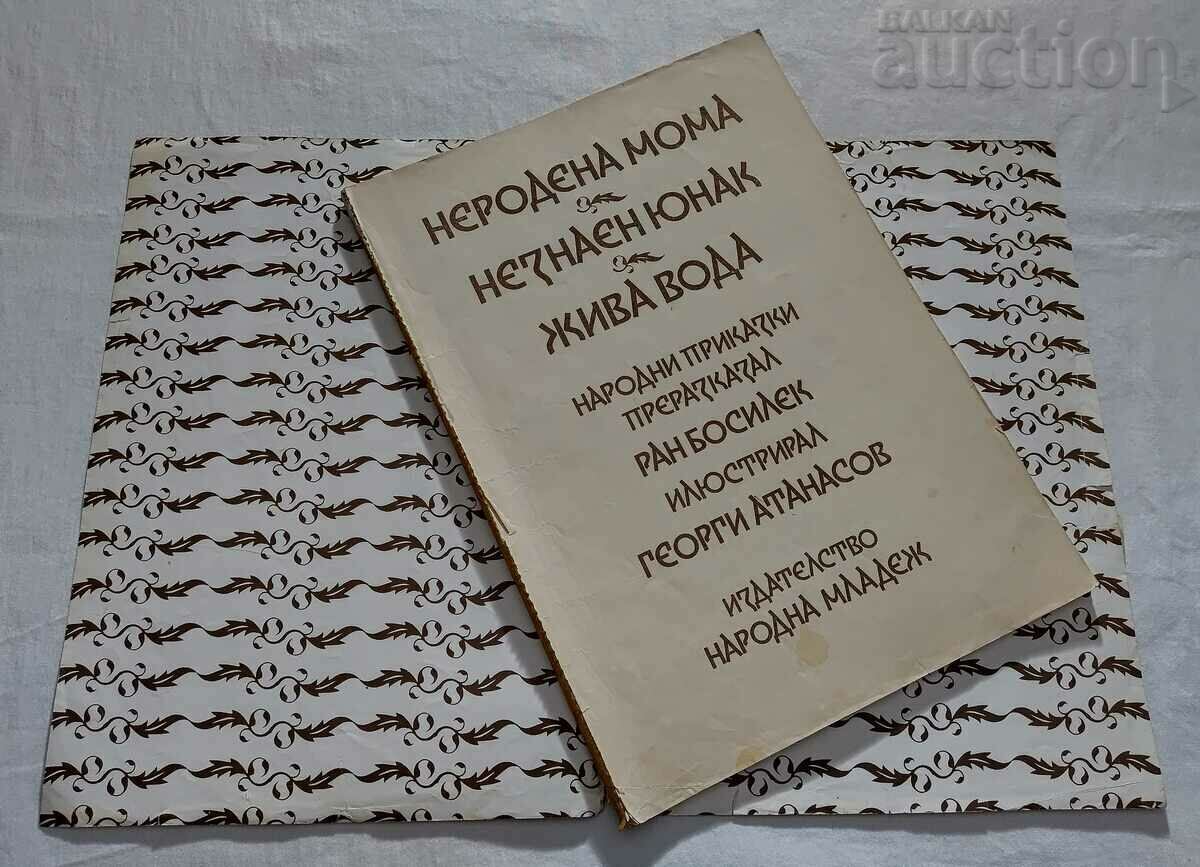 BALKAN
auction
НЕРОДЕНА МОМА
НЕЗНАЕН ЮНАК
ЖИВА ВОДА
НАРОДНИ ПРИКАЗКИ
ПРЕРАЗКАЗАЛ
РАН БОСИЛЕК
ИЛЮСТРИРАЛ
ГЕОРГИ АТАНАСОВ
ИЗДАТЕЛСТВО
НАРОДНА МЛАДЕЖ